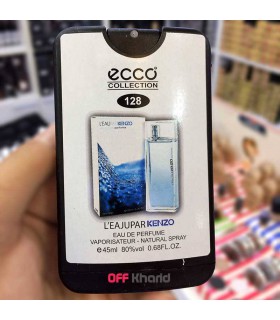 ecco
COLLECTION
128
L'EAU KENZO
L'EAJUPAR KENZO
EAU DE PERFUME
VAPORISATEUR - NATURAL SPRAY
e 45ml 80%vol 0.68FL.OZ.
OFF Kharid